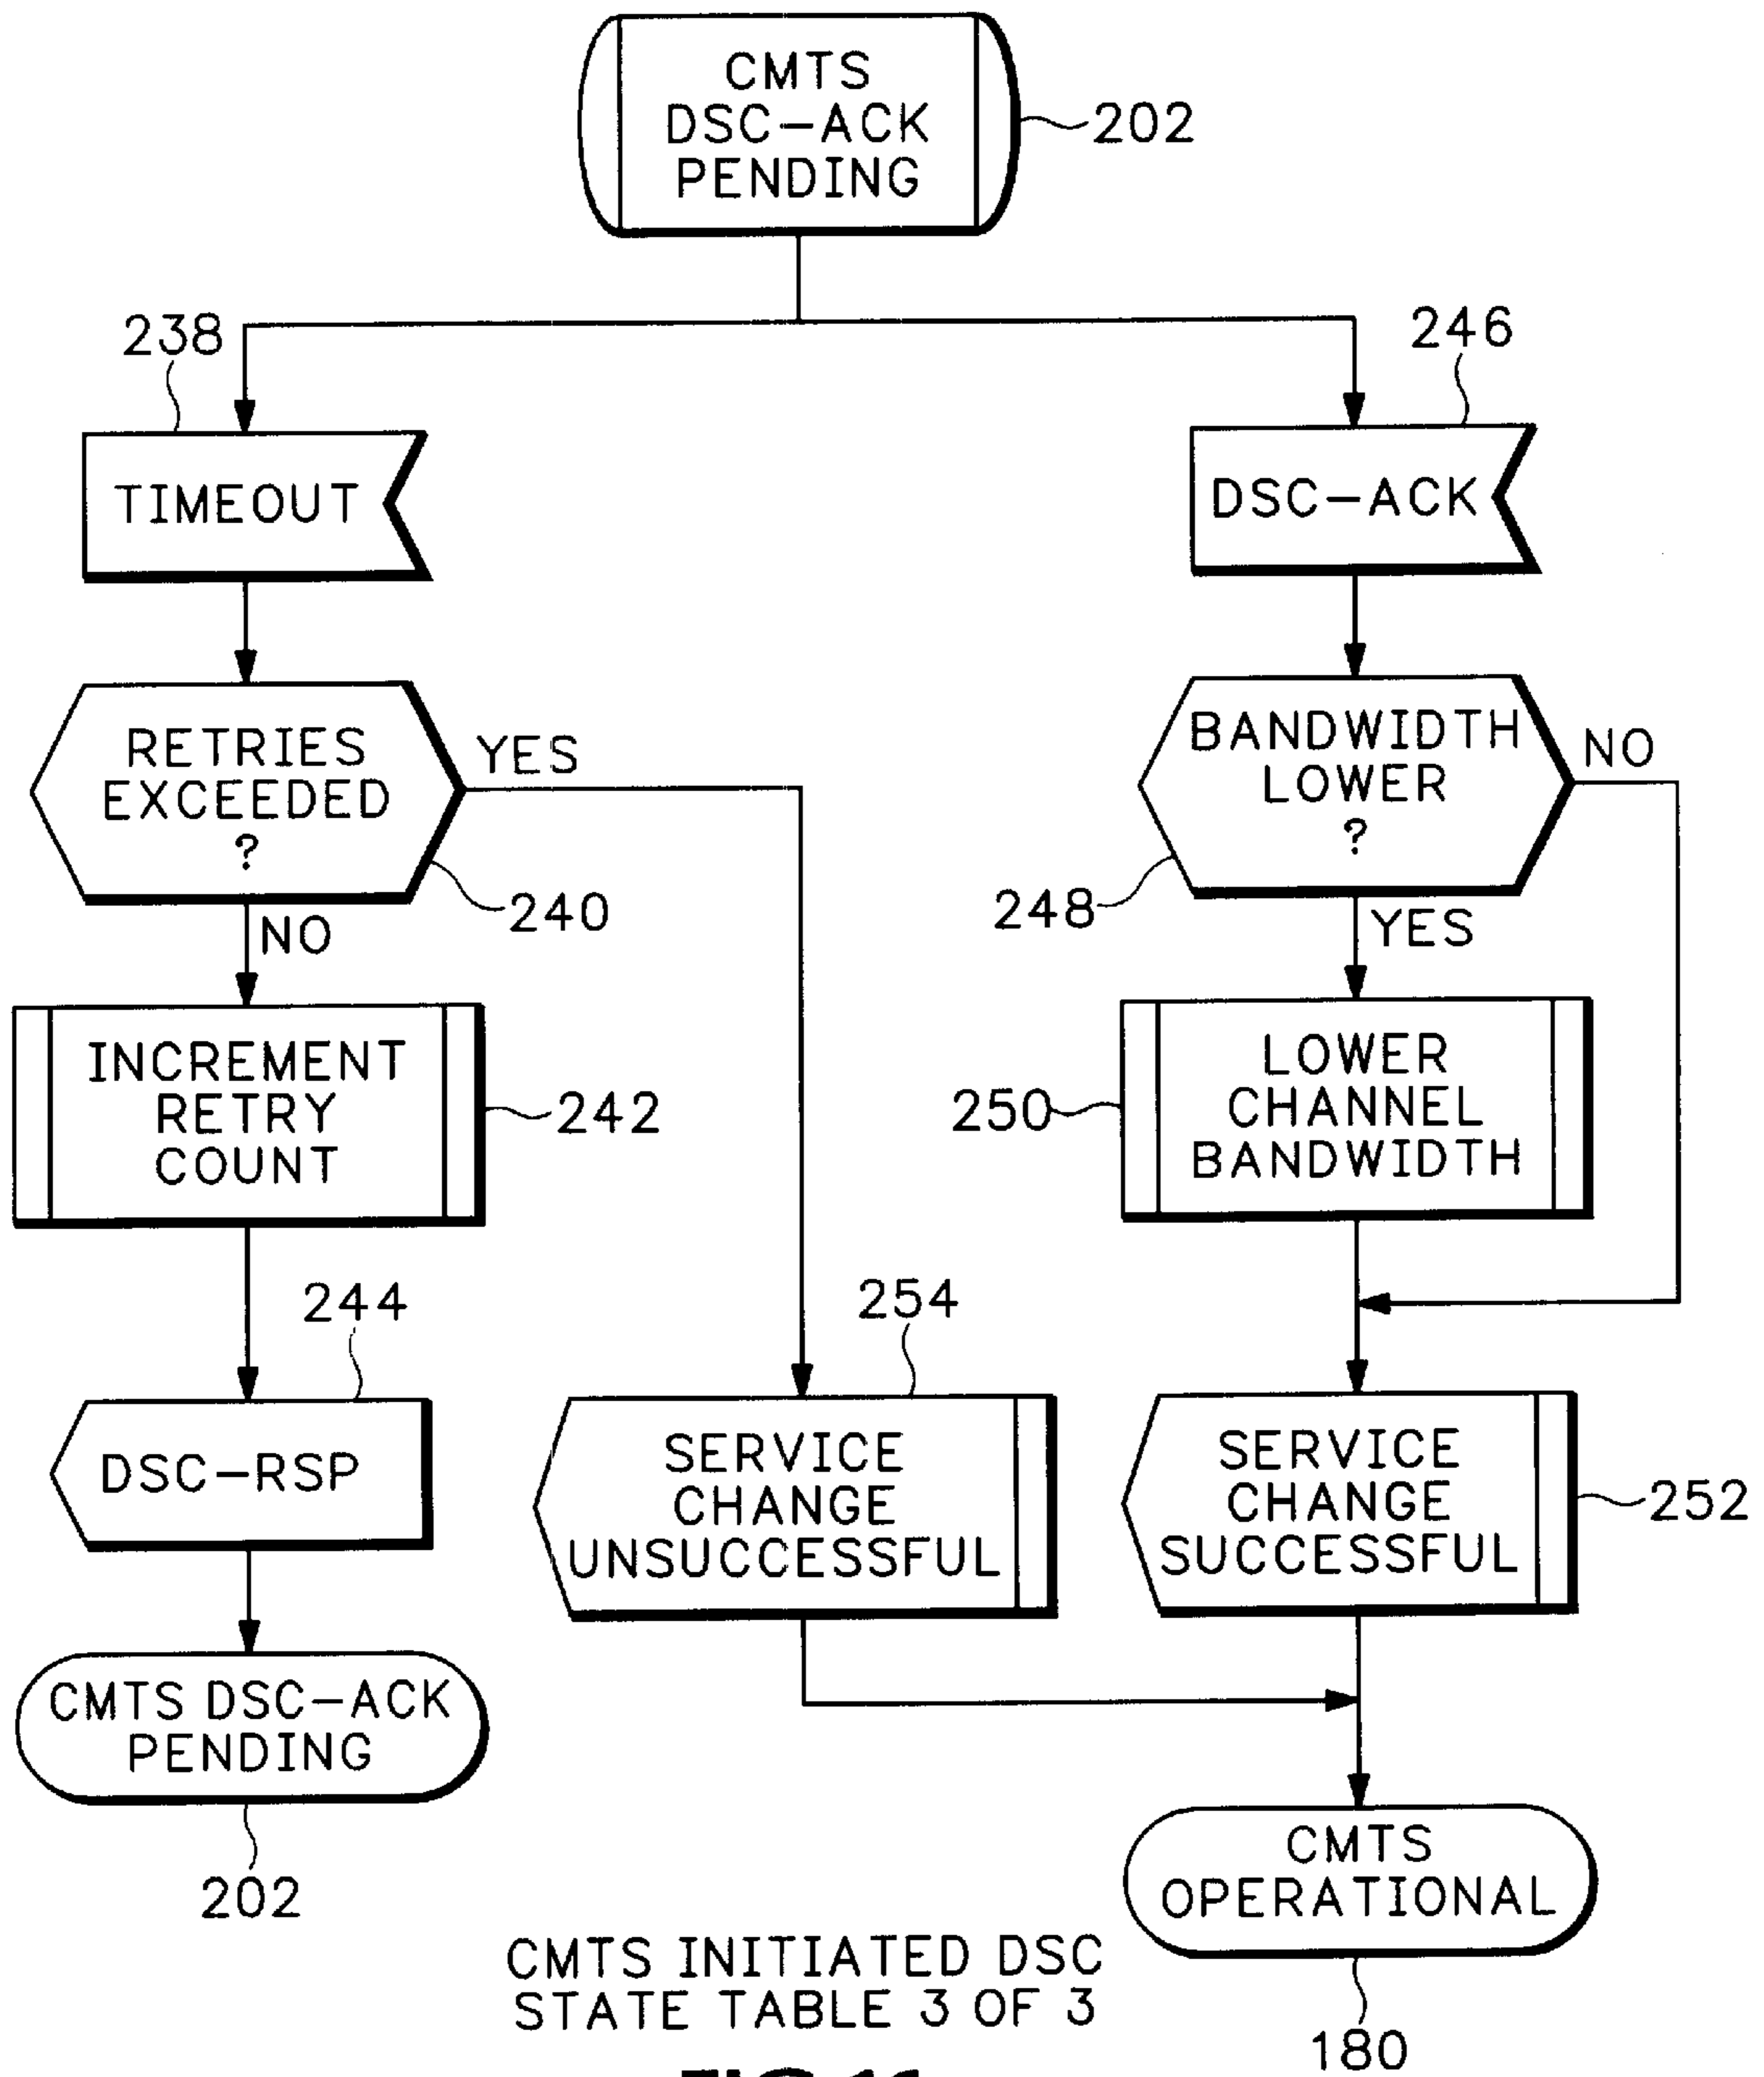 CMTS
DSC-ACK
PENDING
202
238
246
TIMEOUT
DSC-ACK
RETRIES
EXCEEDED
?
YES
240
NO
BANDWIDTH
LOWER
?
NO
248
YES
INCREMENT
RETRY
COUNT
242
LOWER
CHANNEL
BANDWIDTH
250
244
254
DSC-RSP
SERVICE
CHANGE
UNSUCCESSFUL
SERVICE
CHANGE
SUCCESSFUL
252
CMTS DSC-ACK
PENDING
202
CMTS
OPERATIONAL
180
CMTS INITIATED DSC
STATE TABLE 3 OF 3